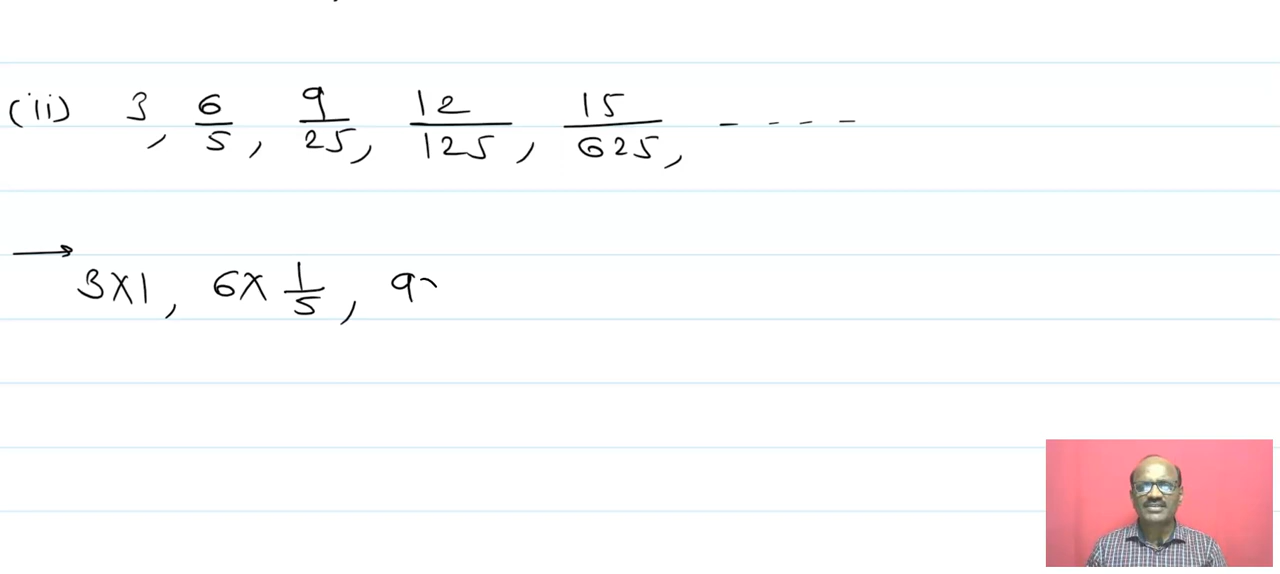 (ii) 3, 6/5, 9/25, 12/125, 15/625, ----
→ 3×1, 6×1/5, 9